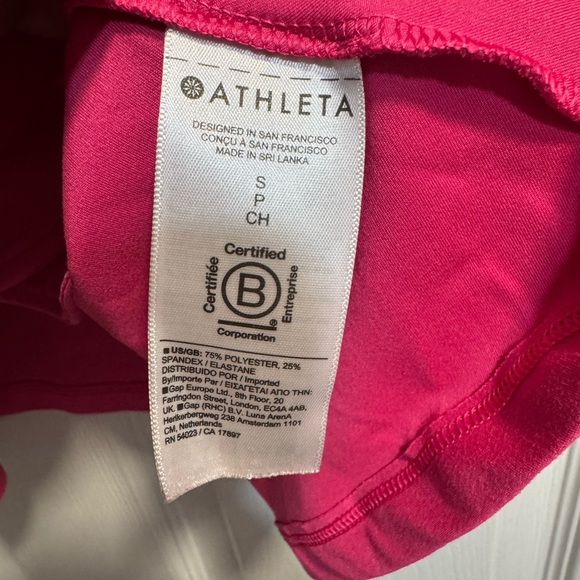 ATHLETA
DESIGNED IN SAN FRANCISCO
CONÇU À SAN FRANCISCO
MADE IN SRI LANKA
S
P
CH
Certified
Certifiée
B
®
Entreprise
Corporation
US/GB: 75% POLYESTER, 25%
SPANDEX / ELASTANE
DISTRIBUIDO POR / Imported
By/Importe Par / ΕΙΣΑΓΕΤΑΙ ΑΠΟ ΤΗΝ:
Gap Europe Ltd., 8th Floor, 20
Farringdon Street, London, EC4A 4AB,
UK. Gap (RHC) B.V. Luna ArenA
Herikerbergweg 238 Amsterdam 1101
CM, Netherlands
RN 54023 / CA 17897